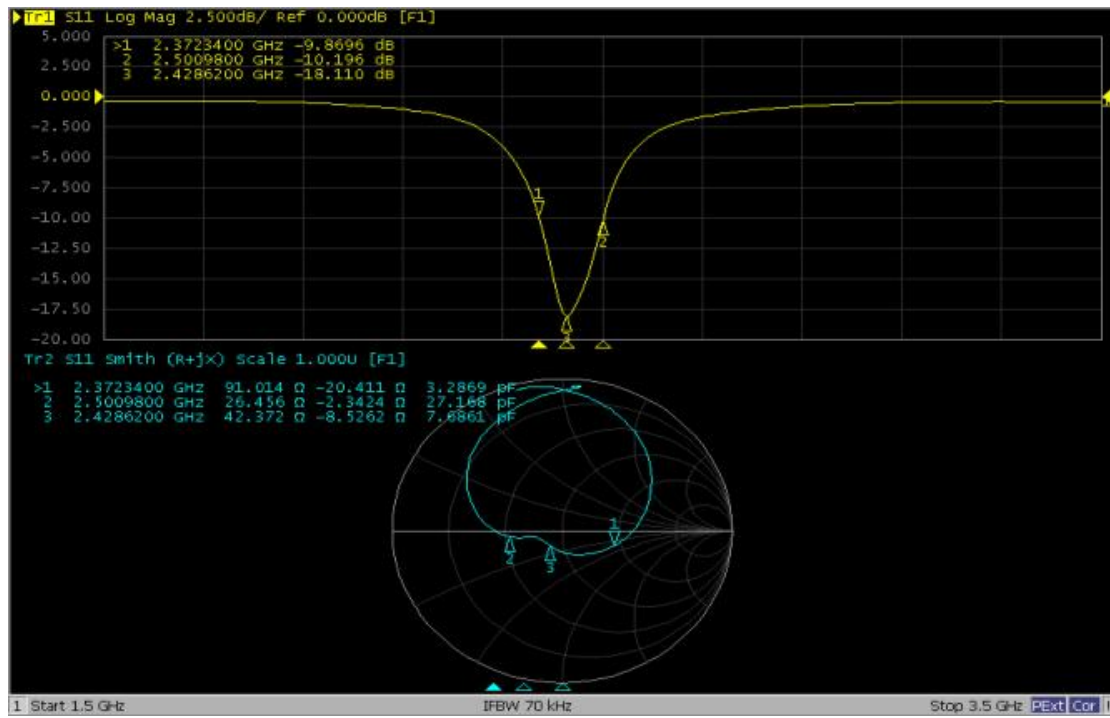 Tr1 S11 Log Mag 2.500dB/ Ref 0.000dB [F1]
5.000
>1 2.3723400 GHz -9.8696 dB
2 2.5009800 GHz -10.196 dB
2.500
3 2.4286200 GHz -18.110 dB
0.000
-2.500
-5.000
-7.500
1
-10.00
2
-12.50
-15.00
-17.50
3
-20.00
Tr2 S11 Smith (R+jX) Scale 1.000U [F1]
>1 2.3723400 GHz 91.014 Ω -20.411 Ω 3.2869 pF
2 2.5009800 GHz 26.456 Ω -2.3424 Ω 27.168 pF
3 2.4286200 GHz 42.372 Ω -8.5262 Ω 7.6861 pF
1
2
3
1 Start 1.5 GHz IFBW 70 kHz Stop 3.5 GHz PExt Cor